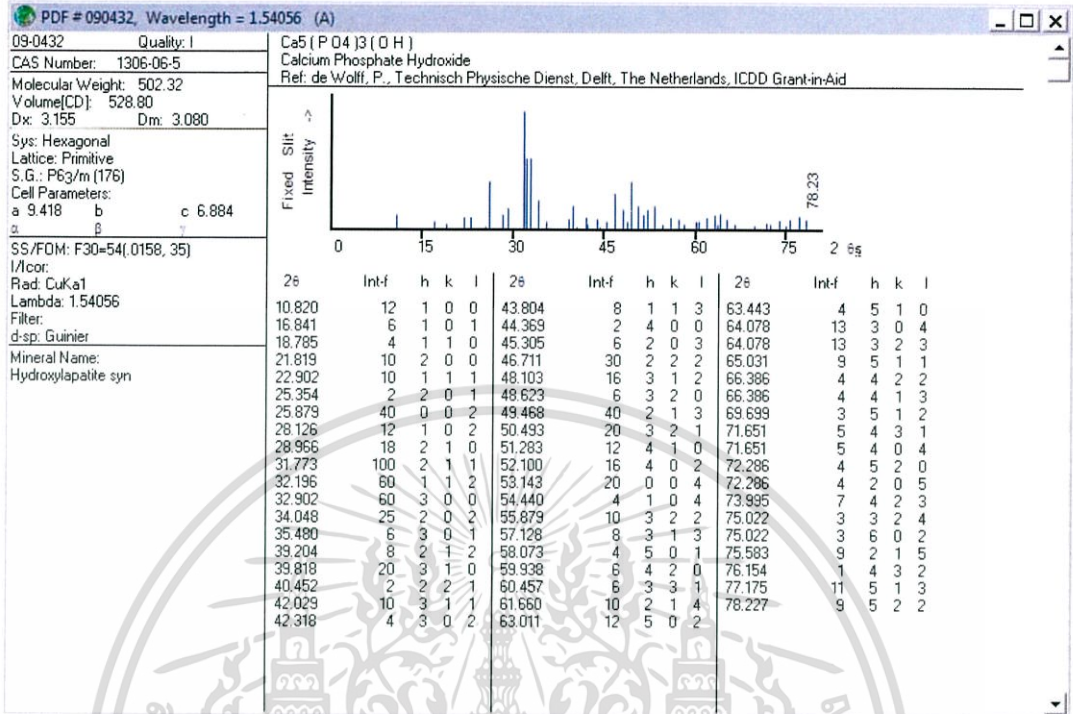 PDF # 090432, Wavelength = 1.54056 (A)
09-0432 Quality: I
CAS Number: 1306-06-5
Molecular Weight: 502.32
Volume[CD]: 528.80
Dx: 3.155 Dm: 3.080
Sys: Hexagonal
Lattice: Primitive
S.G.: P63/m (176)
Cell Parameters:
a 9.418 b c 6.884
α β γ
SS/FOM: F30=54(.0158, 35)
I/Icor:
Rad: CuKa1
Lambda: 1.54056
Filter:
d-sp: Guinier
Mineral Name:
Hydroxylapatite syn
Ca5 ( P O4 )3 ( O H )
Calcium Phosphate Hydroxide
Ref: de Wolff, P., Technisch Physische Dienst, Delft, The Netherlands, ICDD Grant-in-Aid
Fixed Slit
Intensity ->
78.23
0 15 30 45 60 75 2 θs
2θ Int-f h k l 2θ Int-f h k l 2θ Int-f h k l
10.820 12 1 0 0 43.804 8 1 1 3 63.443 4 5 1 0
16.841 6 1 0 1 44.369 2 4 0 0 64.078 13 3 0 4
18.785 4 1 1 0 45.305 6 2 0 3 64.078 13 3 2 3
21.819 10 2 0 0 46.711 30 2 2 2 65.031 9 5 1 1
22.902 10 1 1 1 48.103 16 3 1 2 66.386 4 4 2 2
25.354 2 2 0 1 48.623 6 3 2 0 66.386 4 4 1 3
25.879 40 0 0 2 49.468 40 2 1 3 69.699 3 5 1 2
28.126 12 1 0 2 50.493 20 3 2 1 71.651 5 4 3 1
28.966 18 2 1 0 51.283 12 4 1 0 71.651 5 4 0 4
31.773 100 2 1 1 52.100 16 4 0 2 72.286 4 5 2 0
32.196 60 1 1 2 53.143 20 0 0 4 72.286 4 2 0 5
32.902 60 3 0 0 54.440 4 1 0 4 73.995 7 4 2 3
34.048 25 2 0 2 55.879 10 3 2 2 75.022 3 3 2 4
35.480 6 3 0 1 57.128 8 3 1 3 75.022 3 6 0 2
39.204 8 2 1 2 58.073 4 5 0 1 75.583 9 2 1 5
39.818 20 3 1 0 59.938 6 4 2 0 76.154 1 4 3 2
40.452 2 2 2 1 60.457 6 3 3 1 77.175 11 5 1 3
42.029 10 3 1 1 61.660 10 2 1 4 78.227 9 5 2 2
42.318 4 3 0 2 63.011 12 5 0 2